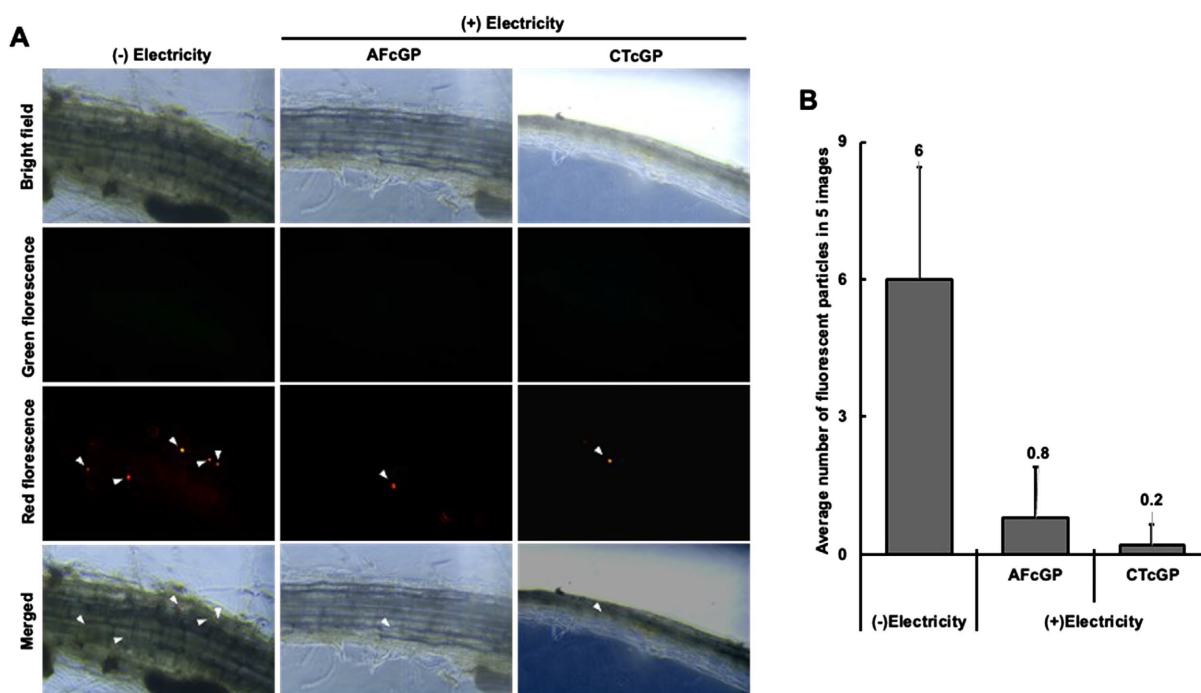 A
(+) Electricity
(-) Electricity
AFcGP
CTcGP
Bright field
Green florescence
Red florescence
Merged
B
Average number of fluorescent particles in 5 images
9
6
3
0
6
0.8
0.2
AFcGP
CTcGP
(-)Electricity
(+)Electricity